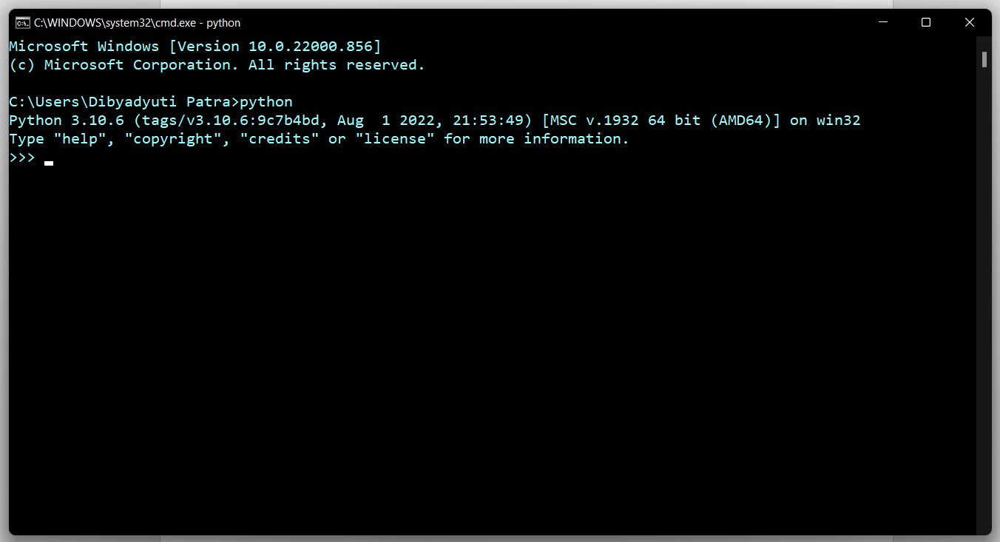 C:\WINDOWS\system32\cmd.exe - python
Microsoft Windows [Version 10.0.22000.856]
(c) Microsoft Corporation. All rights reserved.
C:\Users\Dibyadyuti Patra>python
Python 3.10.6 (tags/v3.10.6:9c7b4bd, Aug  1 2022, 21:53:49) [MSC v.1932 64 bit (AMD64)] on win32
Type "help", "copyright", "credits" or "license" for more information.
>>>